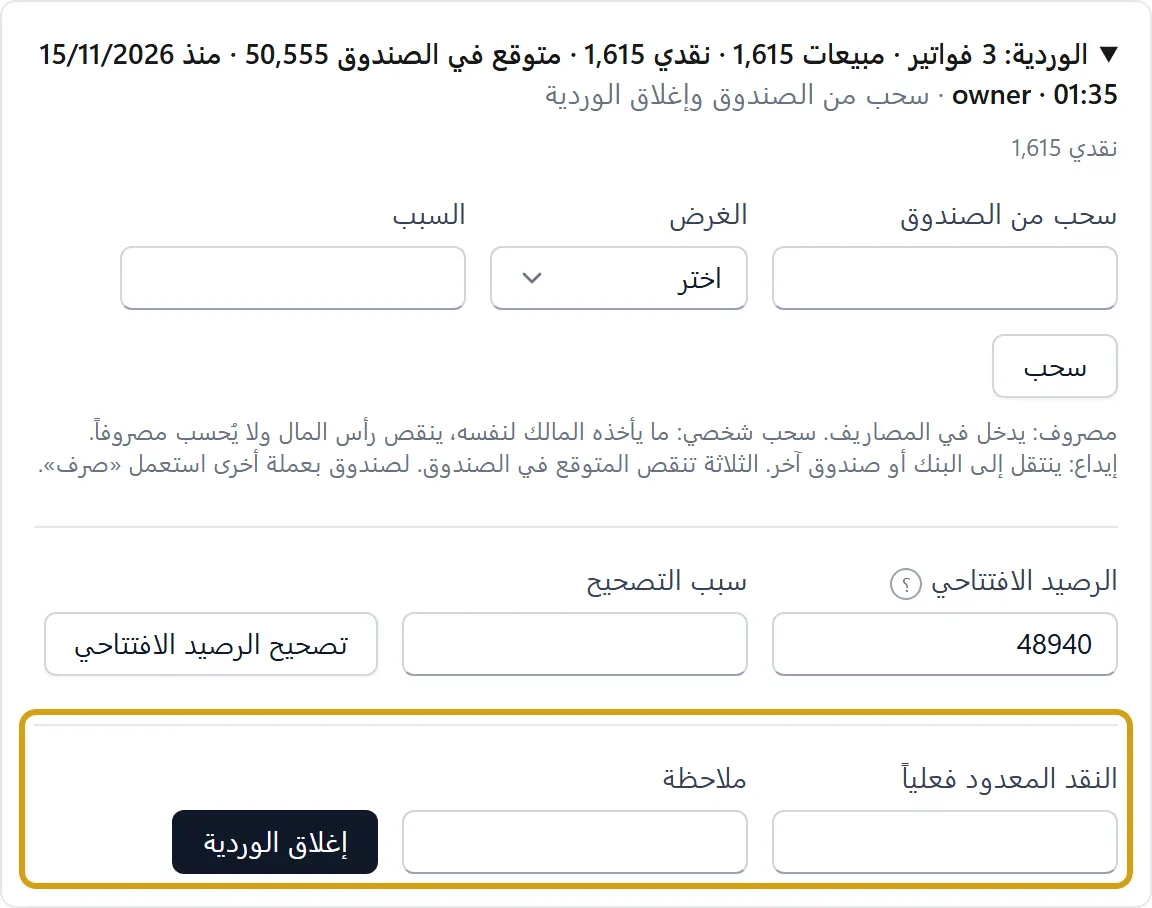 ▼ الوردية: 3 فواتير · مبيعات 1,615 · نقدي 1,615 · متوقع في الصندوق 50,555 · منذ 15/11/2026
01:35 · owner · سحب من الصندوق وإغلاق الوردية
نقدي 1,615
سحب من الصندوق الغرض السبب
اختر
سحب
مصروف: يدخل في المصاريف. سحب شخصي: ما يأخذه المالك لنفسه، ينقص رأس المال ولا يُحسب مصروفاً.
إيداع: ينتقل إلى البنك أو صندوق آخر. الثلاثة تنقص المتوقع في الصندوق. لصندوق بعملة أخرى استعمل «صرف».
الرصيد الافتتاحي ؟ سبب التصحيح
48940 تصحيح الرصيد الافتتاحي
النقد المعدود فعلياً ملاحظة
إغلاق الوردية